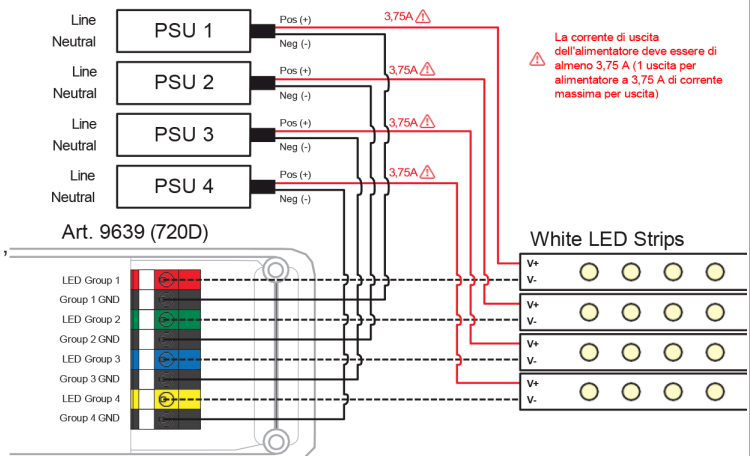 Line
Neutral
PSU 1
Pos (+)
Neg (-)
3,75A
Line
Neutral
PSU 2
Pos (+)
Neg (-)
3,75A
Line
Neutral
PSU 3
Pos (+)
Neg (-)
3,75A
Line
Neutral
PSU 4
Pos (+)
Neg (-)
3,75A
La corrente di uscita
dell'alimentatore deve essere di
almeno 3,75 A (1 uscita per
alimentatore a 3,75 A di corrente
massima per uscita)
,
Art. 9639 (720D)
LED Group 1
Group 1 GND
LED Group 2
Group 2 GND
LED Group 3
Group 3 GND
LED Group 4
Group 4 GND
White LED Strips
V+
V-
V+
V-
V+
V-
V+
V-